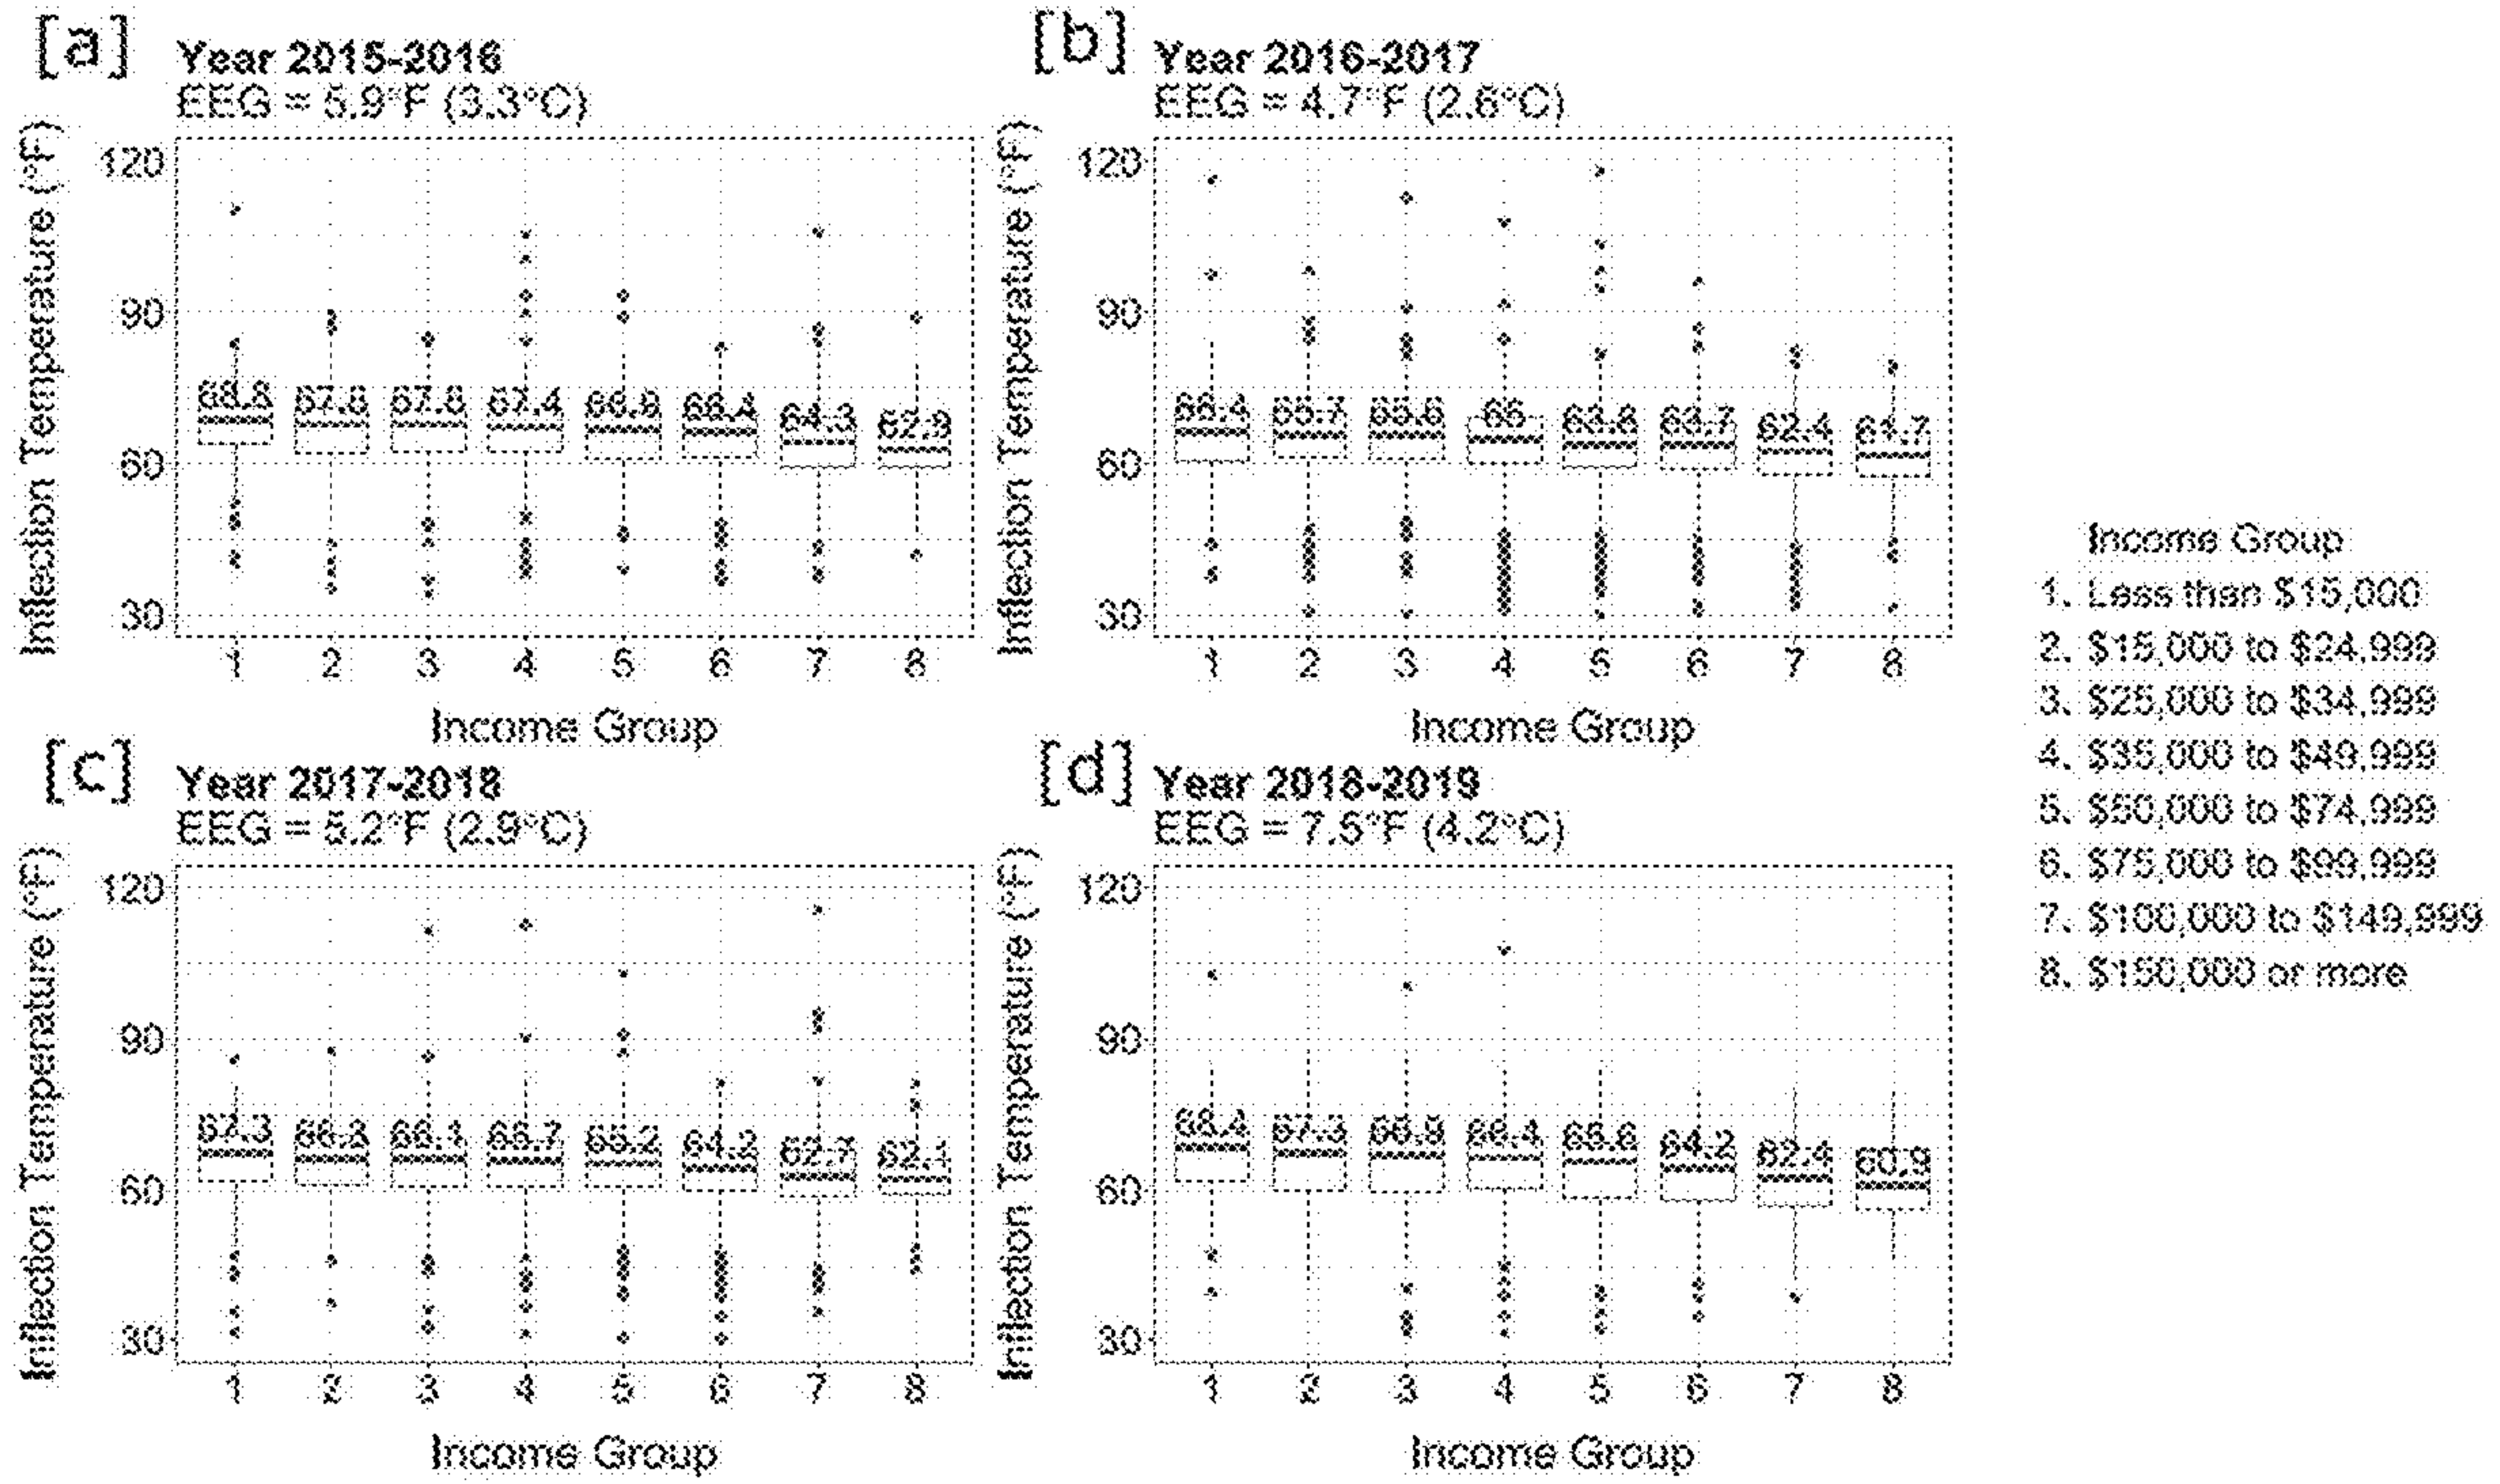 [a] Year 2015-2016
EEG = 5.9°F (3.3°C)
Inflection Temperature (°F)
120
90
60
30
68.8 67.8 67.8 67.4 66.8 66.4 64.3 62.9
1 2 3 4 5 6 7 8
Income Group
[b] Year 2016-2017
EEG = 4.7°F (2.6°C)
Inflection Temperature (°F)
120
90
60
30
66.4 65.7 65.6 65 63.8 63.7 62.4 61.7
1 2 3 4 5 6 7 8
Income Group
[c] Year 2017-2018
EEG = 5.2°F (2.9°C)
Inflection Temperature (°F)
120
90
60
30
67.3 66.3 66.1 65.7 65.2 64.2 62.7 62.1
1 2 3 4 5 6 7 8
Income Group
[d] Year 2018-2019
EEG = 7.5°F (4.2°C)
Inflection Temperature (°F)
120
90
60
30
68.4 67.3 66.9 66.4 65.8 64.2 62.4 60.9
1 2 3 4 5 6 7 8
Income Group
Income Group
1. Less than $15,000
2. $15,000 to $24,999
3. $25,000 to $34,999
4. $35,000 to $49,999
5. $50,000 to $74,999
6. $75,000 to $99,999
7. $100,000 to $149,999
8. $150,000 or more